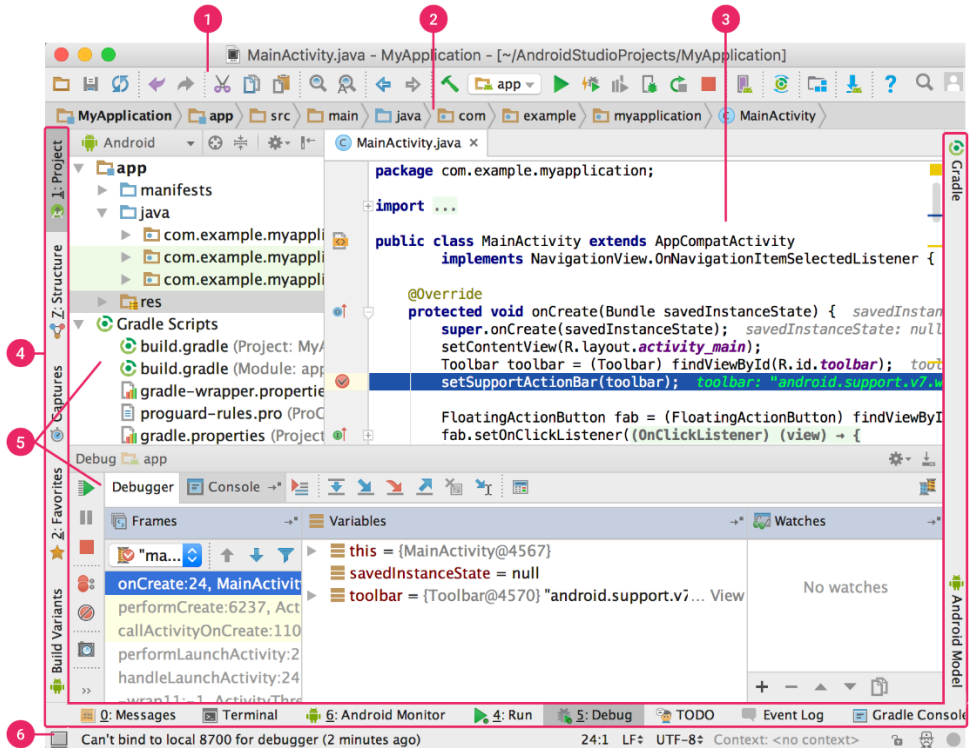 1
2
3
MainActivity.java - MyApplication - [~/AndroidStudioProjects/MyApplication]
app
?
MyApplication
app
src
main
java
com
example
myapplication
C
MainActivity
Android
C
MainActivity.java ×
1: Project
Z: Structure
Captures
2: Favorites
Build Variants
app
manifests
java
com.example.myappli
com.example.myappli
com.example.myappli
res
Gradle Scripts
build.gradle (Project: MyA
build.gradle (Module: app
gradle-wrapper.propertie
proguard-rules.pro (ProC
gradle.properties (Project
package com.example.myapplication;
import ...
public class MainActivity extends AppCompatActivity
implements NavigationView.OnNavigationItemSelectedListener {
@Override
protected void onCreate(Bundle savedInstanceState) { savedInstan
super.onCreate(savedInstanceState); savedInstanceState: null
setContentView(R.layout.activity_main);
Toolbar toolbar = (Toolbar) findViewById(R.id.toolbar); tool
setSupportActionBar(toolbar); toolbar: "android.support.v7.w
FloatingActionButton fab = (FloatingActionButton) findViewByI
fab.setOnClickListener((OnClickListener) (view) → {
Gradle
Android Model
4
5
Debug app
Debugger
Console
Frames
Variables
Watches
"ma...
onCreate:24, MainActivit
performCreate:6237, Act
callActivityOnCreate:110
performLaunchActivity:2
handleLaunchActivity:24
-wrap11:-1, ActivityThre
this = {MainActivity@4567}
savedInstanceState = null
toolbar = {Toolbar@4570} "android.support.v7... View
No watches
0: Messages
Terminal
6: Android Monitor
4: Run
5: Debug
TODO
Event Log
Gradle Console
6
Can't bind to local 8700 for debugger (2 minutes ago)
24:1 LF÷ UTF-8÷ Context: <no context>